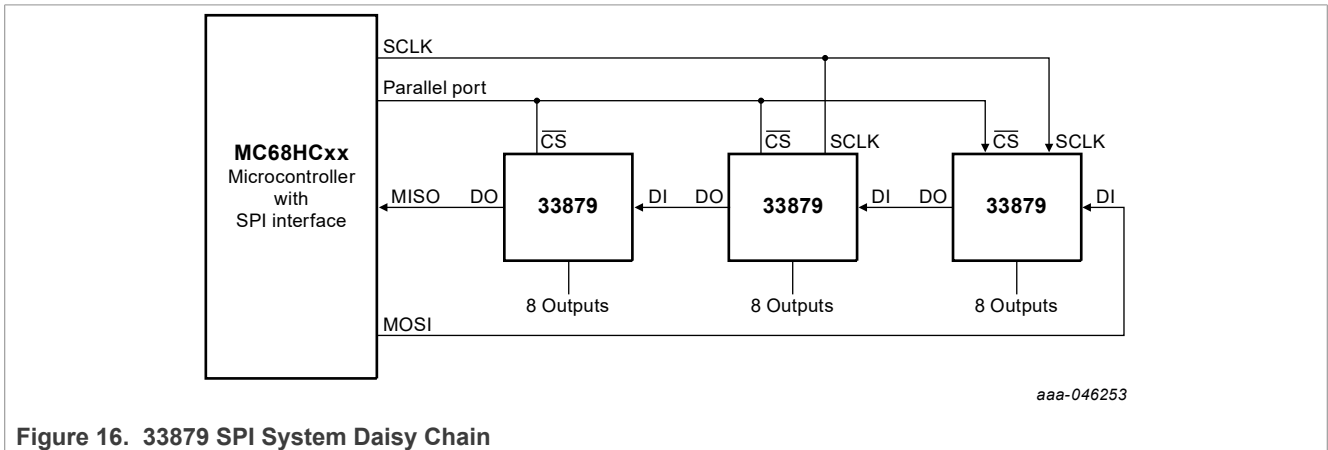 SCLK
Parallel port
CS
CS SCLK
CS SCLK
MC68HCxx
Microcontroller
with
SPI interface
MISO DO
33879
DI DO
33879
DI DO
33879
DI
8 Outputs
8 Outputs
8 Outputs
MOSI
aaa-046253
Figure 16. 33879 SPI System Daisy Chain